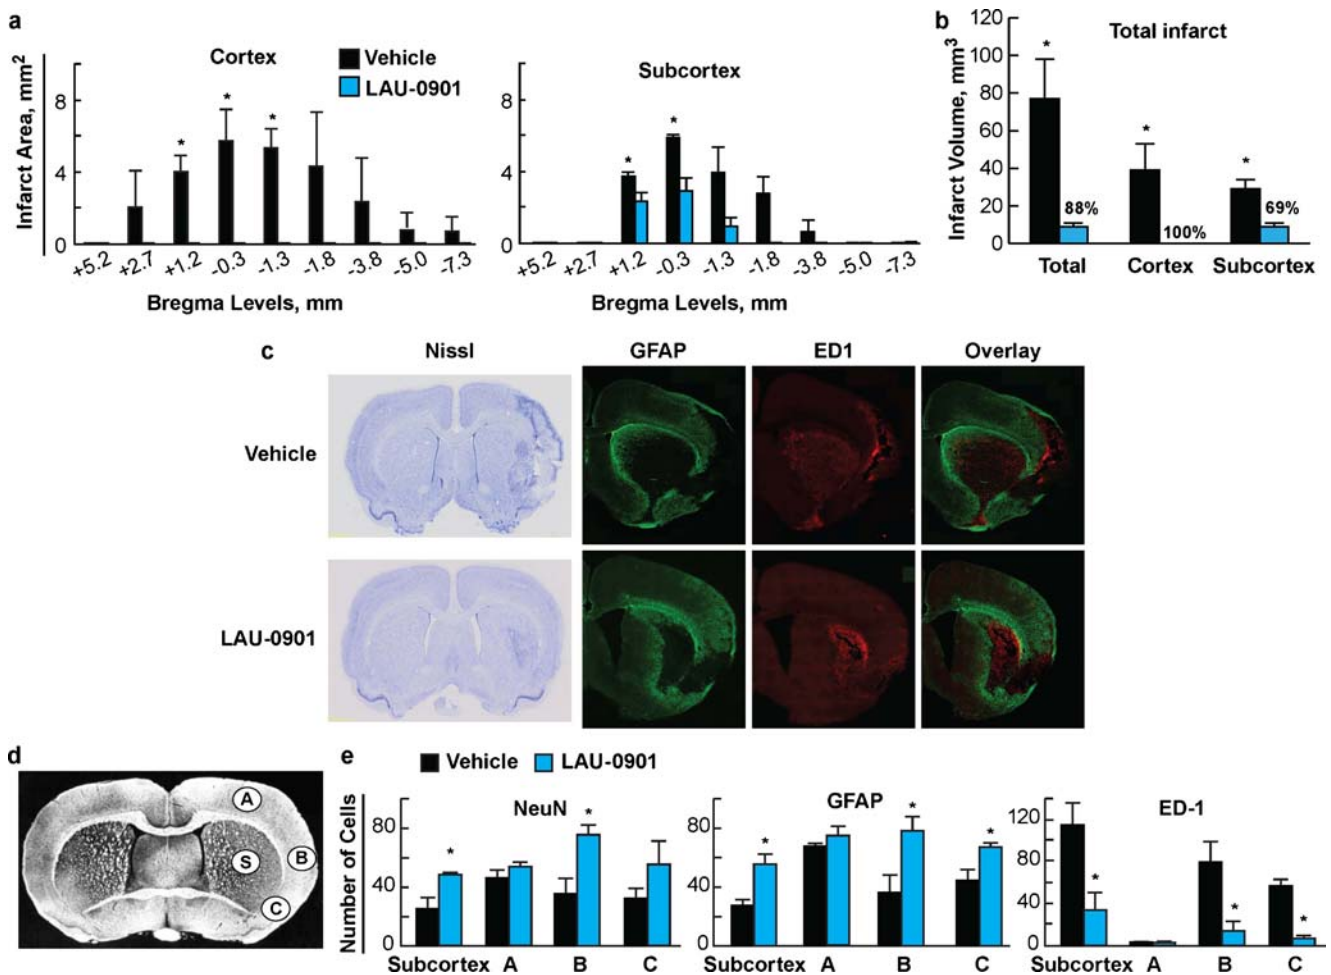 a
Cortex
Vehicle
LAU-0901
Infarct Area, mm2
8
4
0
+5.2 +2.7 +1.2 -0.3 -1.3 -1.8 -3.8 -5.0 -7.3
Bregma Levels, mm
*
*
*
Subcortex
8
4
0
+5.2 +2.7 +1.2 -0.3 -1.3 -1.8 -3.8 -5.0 -7.3
Bregma Levels, mm
*
*
b
Total infarct
Infarct Volume, mm3
120
100
80
60
40
20
0
*
*
*
88%
100%
69%
Total Cortex Subcortex
c
Nissl GFAP ED1 Overlay
Vehicle
LAU-0901
d
A
S
B
C
e
Vehicle LAU-0901
Number of Cells
NeuN
80
40
0
*
*
Subcortex A B C
GFAP
80
40
0
*
*
*
Subcortex A B C
ED-1
120
80
40
0
*
*
*
Subcortex A B C